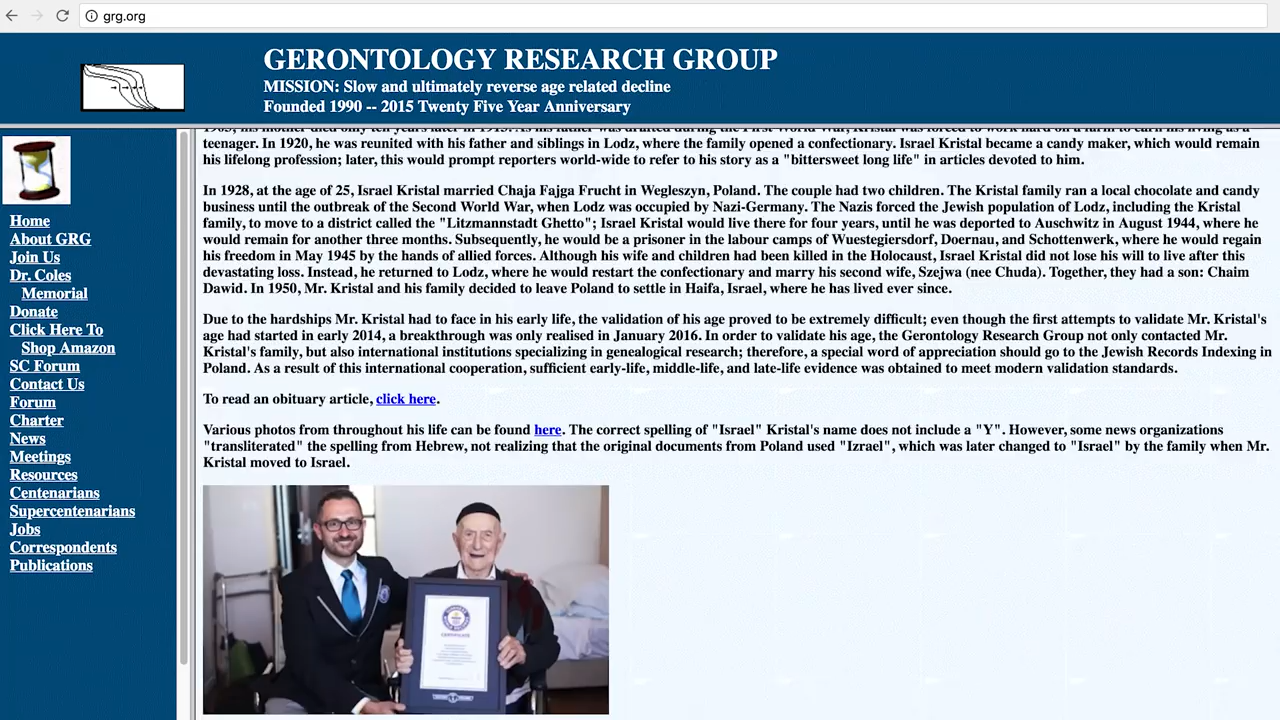 grg.org
GERONTOLOGY RESEARCH GROUP
MISSION: Slow and ultimately reverse age related decline
Founded 1990 -- 2015 Twenty Five Year Anniversary
Home
About GRG
Join Us
Dr. Coles
Memorial
Donate
Click Here To
Shop Amazon
SC Forum
Contact Us
Forum
Charter
News
Meetings
Resources
Centenarians
Supercentenarians
Jobs
Correspondents
Publications
1903, his mother died only ten years later in 1913. As his father was drafted during the First World War, Kristal was forced to work hard on a farm to earn his living as a
teenager. In 1920, he was reunited with his father and siblings in Lodz, where the family opened a confectionary. Israel Kristal became a candy maker, which would remain
his lifelong profession; later, this would prompt reporters world-wide to refer to his story as a "bittersweet long life" in articles devoted to him.
In 1928, at the age of 25, Israel Kristal married Chaja Fajga Frucht in Wegleszyn, Poland. The couple had two children. The Kristal family ran a local chocolate and candy
business until the outbreak of the Second World War, when Lodz was occupied by Nazi-Germany. The Nazis forced the Jewish population of Lodz, including the Kristal
family, to move to a district called the "Litzmannstadt Ghetto"; Israel Kristal would live there for four years, until he was deported to Auschwitz in August 1944, where he
would remain for another three months. Subsequently, he would be a prisoner in the labour camps of Wuestegiersdorf, Doernau, and Schottenwerk, where he would regain
his freedom in May 1945 by the hands of allied forces. Although his wife and children had been killed in the Holocaust, Israel Kristal did not lose his will to live after this
devastating loss. Instead, he returned to Lodz, where he would restart the confectionary and marry his second wife, Szejwa (nee Chuda). Together, they had a son: Chaim
Dawid. In 1950, Mr. Kristal and his family decided to leave Poland to settle in Haifa, Israel, where he has lived ever since.
Due to the hardships Mr. Kristal had to face in his early life, the validation of his age proved to be extremely difficult; even though the first attempts to validate Mr. Kristal's
age had started in early 2014, a breakthrough was only realised in January 2016. In order to validate his age, the Gerontology Research Group not only contacted Mr.
Kristal's family, but also international institutions specializing in genealogical research; therefore, a special word of appreciation should go to the Jewish Records Indexing in
Poland. As a result of this international cooperation, sufficient early-life, middle-life, and late-life evidence was obtained to meet modern validation standards.
To read an obituary article, click here.
Various photos from throughout his life can be found here. The correct spelling of "Israel" Kristal's name does not include a "Y". However, some news organizations
"transliterated" the spelling from Hebrew, not realizing that the original documents from Poland used "Izrael", which was later changed to "Israel" by the family when Mr.
Kristal moved to Israel.
CERTIFICATE